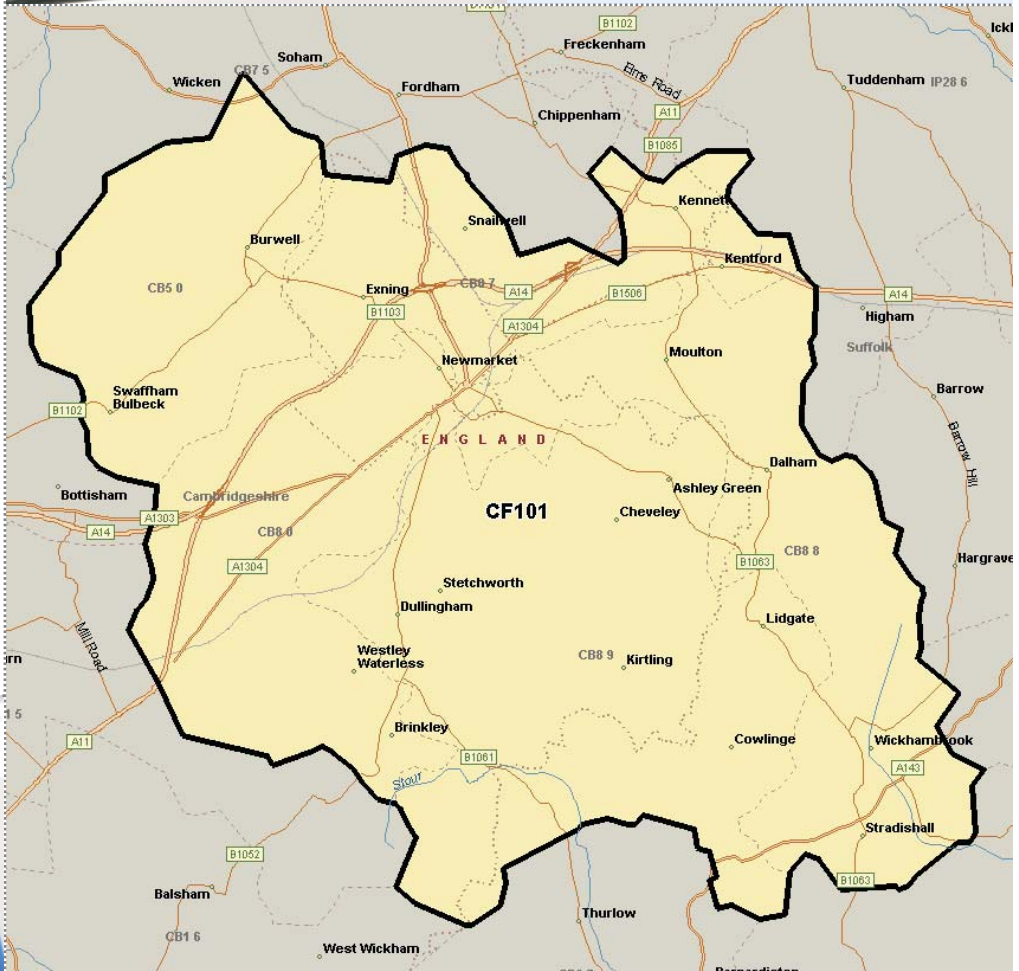 B1102
Ickl
Freckenham
Soham
CB7 5
Elms Road
Wicken
Fordham
Tuddenham
IP28 6
A11
Chippenham
B1085
Kennett
Snailwell
Burwell
Kentford
CB5 0
Exning
CB8 7
A14
B1506
A14
B1103
Higham
A1304
Suffolk
Newmarket
Moulton
Swaffham
Bulbeck
B1102
Barrow
Barrow Hill
ENGLAND
Dalham
Bottisham
Cambridgeshire
Ashley Green
A1303
CF101
Cheveley
A14
CB8 0
CB8 8
A1304
B1063
Hargrave
Stetchworth
Dullingham
Lidgate
Mill Road
Westley
Waterless
CB8 9
Kirtling
rn
1 5
Brinkley
Cowlinge
Wickhambrook
A11
B1061
A143
Stour
Stradishall
B1052
B1063
Balsham
Thurlow
CB1 6
West Wickham